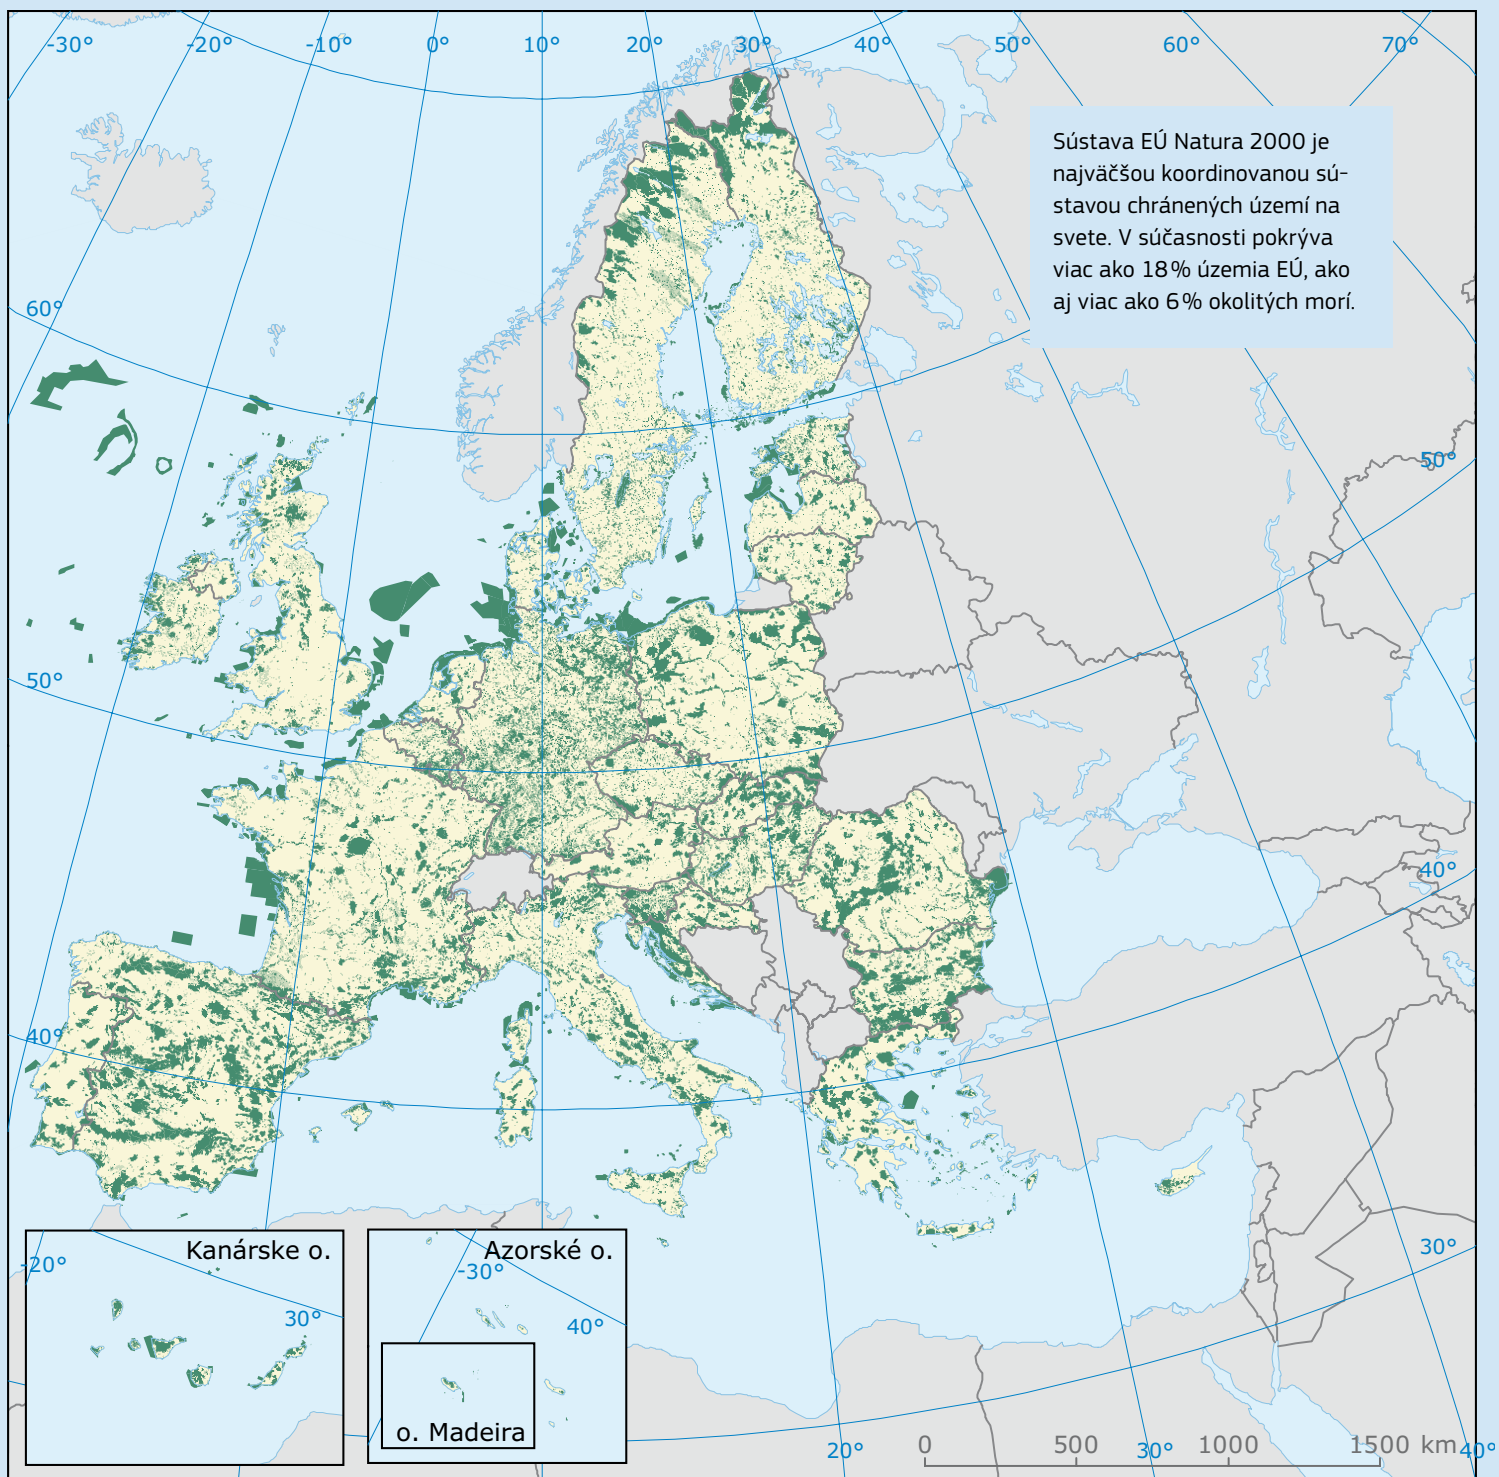 -30°
-20°
-10°
0°
10°
20°
30°
40°
50°
60°
70°
Sústava EÚ Natura 2000 je
najväčšou koordinovanou sú-
stavou chránených území na
svete. V súčasnosti pokrýva
viac ako 18% územia EÚ, ako
aj viac ako 6% okolitých morí.
60°
50°
50°
40°
40°
30°
Kanárske o.
-20°
30°
Azorské o.
-30°
40°
o. Madeira
0 500 1000 1500 km
20°
30°
40°